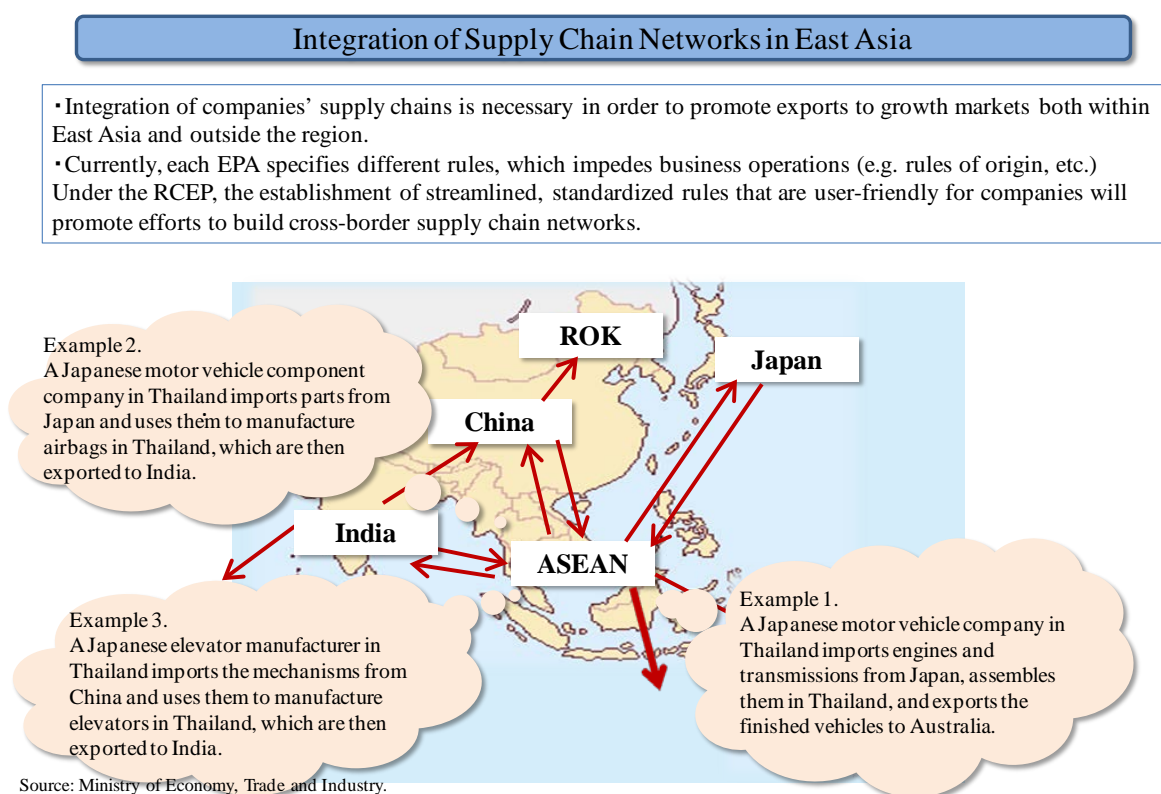 Integration of Supply Chain Networks in East Asia
・Integration of companies’ supply chains is necessary in order to promote exports to growth markets both within
East Asia and outside the region.
・Currently, each EPA specifies different rules, which impedes business operations (e.g. rules of origin, etc.)
Under the RCEP, the establishment of streamlined, standardized rules that are user-friendly for companies will
promote efforts to build cross-border supply chain networks.
ROK
Japan
China
India
ASEAN
Example 2.
A Japanese motor vehicle component
company in Thailand imports parts from
Japan and uses them to manufacture
airbags in Thailand, which are then
exported to India.
Example 3.
A Japanese elevator manufacturer in
Thailand imports the mechanisms from
China and uses them to manufacture
elevators in Thailand, which are then
exported to India.
Example 1.
A Japanese motor vehicle company in
Thailand imports engines and
transmissions from Japan, assembles
them in Thailand, and exports the
finished vehicles to Australia.
Source: Ministry of Economy, Trade and Industry.